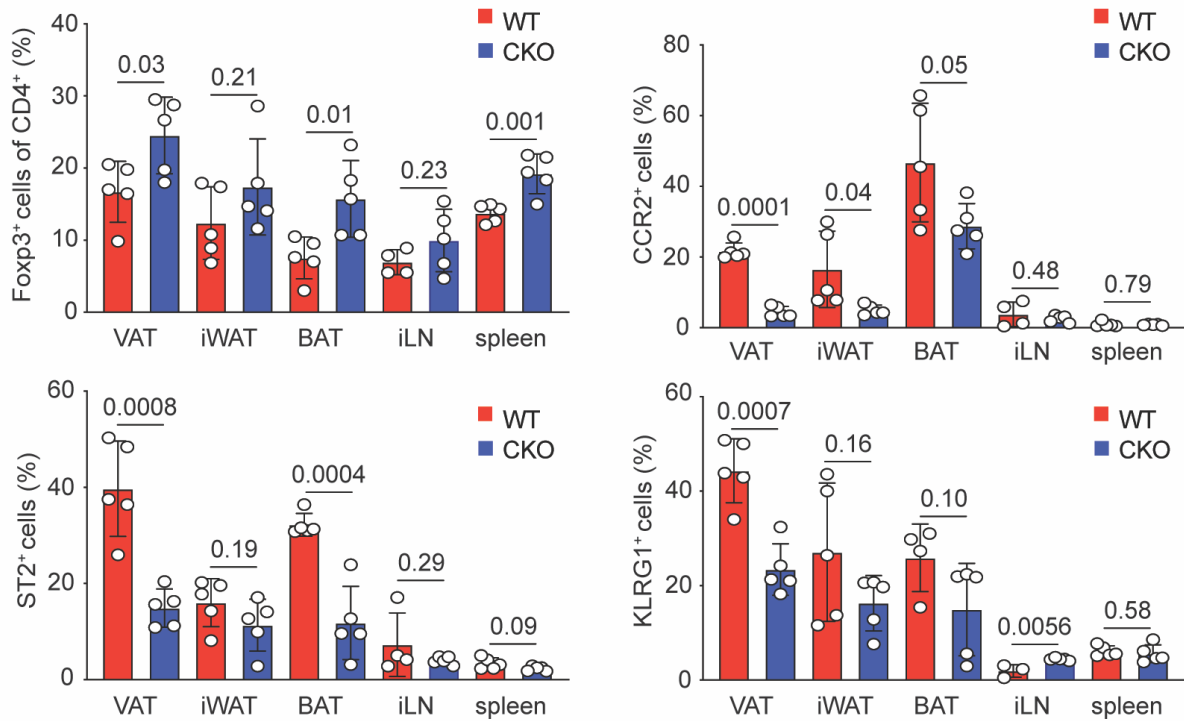 Foxp3⁺ cells of CD4⁺ (%)
40
30
20
10
0
WT
CKO
0.03
0.21
0.01
0.23
0.001
VAT
iWAT
BAT
iLN
spleen
CCR2⁺ cells (%)
80
60
40
20
0
WT
CKO
0.0001
0.04
0.05
0.48
0.79
VAT
iWAT
BAT
iLN
spleen
ST2⁺ cells (%)
60
40
20
0
WT
CKO
0.0008
0.19
0.0004
0.29
0.09
VAT
iWAT
BAT
iLN
spleen
KLRG1⁺ cells (%)
60
40
20
0
WT
CKO
0.0007
0.16
0.10
0.0056
0.58
VAT
iWAT
BAT
iLN
spleen